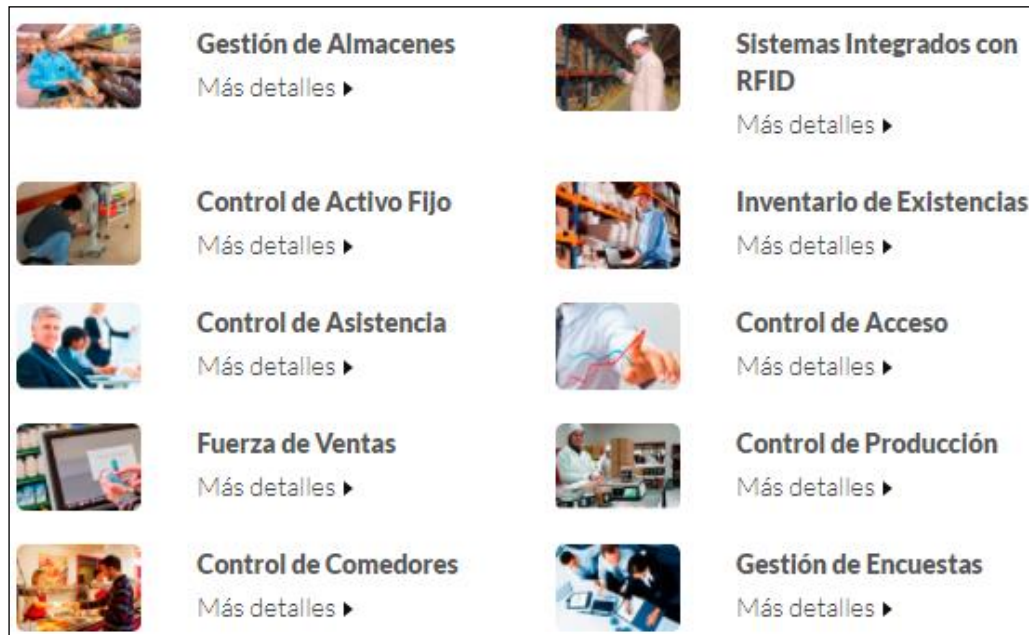 Gestión de Almacenes
Más detalles
Sistemas Integrados con
RFID
Más detalles
Control de Activo Fijo
Más detalles
Inventario de Existencias
Más detalles
Control de Asistencia
Más detalles
Control de Acceso
Más detalles
Fuerza de Ventas
Más detalles
Control de Producción
Más detalles
Control de Comedores
Más detalles
Gestión de Encuestas
Más detalles